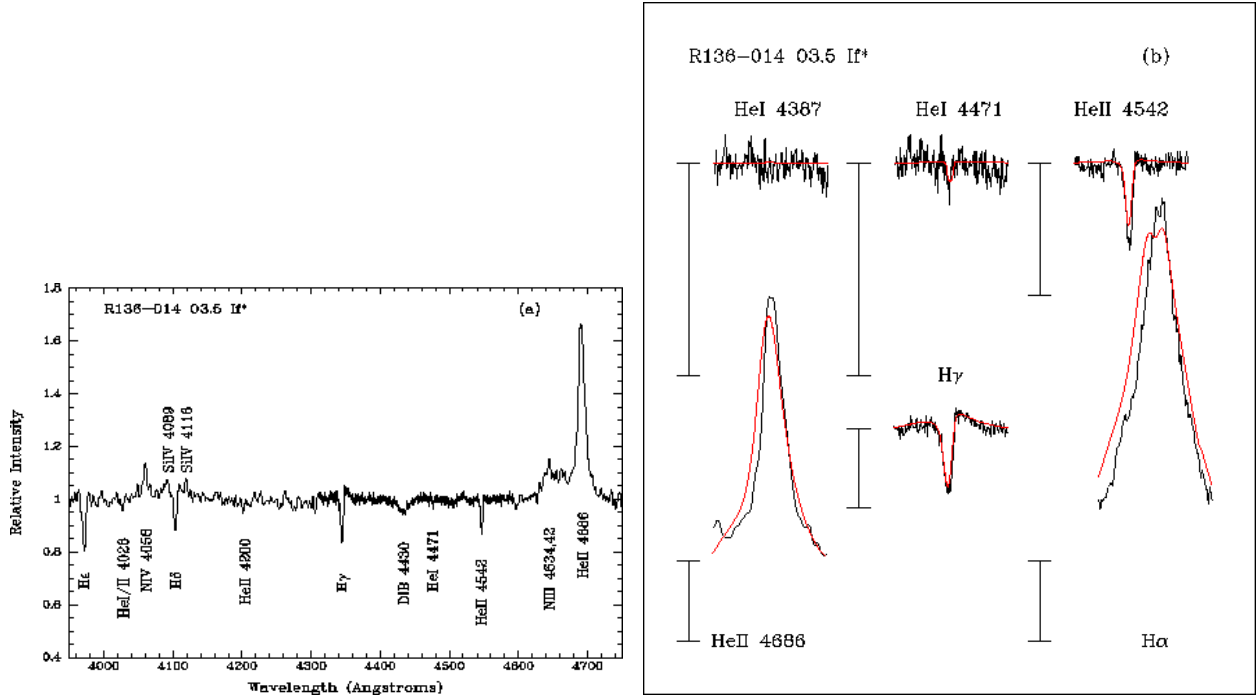 R136-014 O3.5 If*
(a)
1.8
1.6
1.4
1.2
1
0.8
0.6
0.4
Relative Intensity
SiIV 4089
SiIV 4116
Hε
HeI/II 4026
NIV 4058
Hδ
HeII 4200
Hγ
DIB 4430
HeI 4471
HeII 4542
NIII 4634,42
HeII 4686
4000
4100
4200
4300
4400
4500
4600
4700
Wavelength (Angstroms)
R136-014 O3.5 If*
(b)
HeI 4387
HeI 4471
HeII 4542
Hγ
HeII 4686
Hα